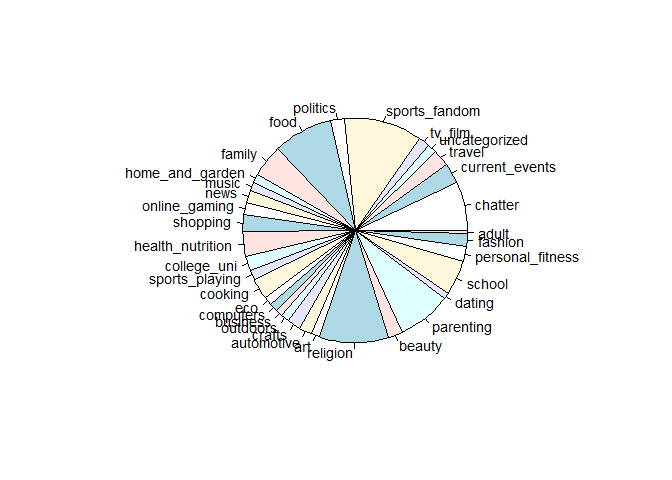 politics
sports_fandom
food
tv_film
uncategorized
family
travel
home_and_garden
current_events
music
news
online_gaming
chatter
shopping
adult
health_nutrition
fashion
personal_fitness
college_uni
sports_playing
school
cooking
dating
eco
computers
business
parenting
outdoors
crafts
automotive
art
religion
beauty